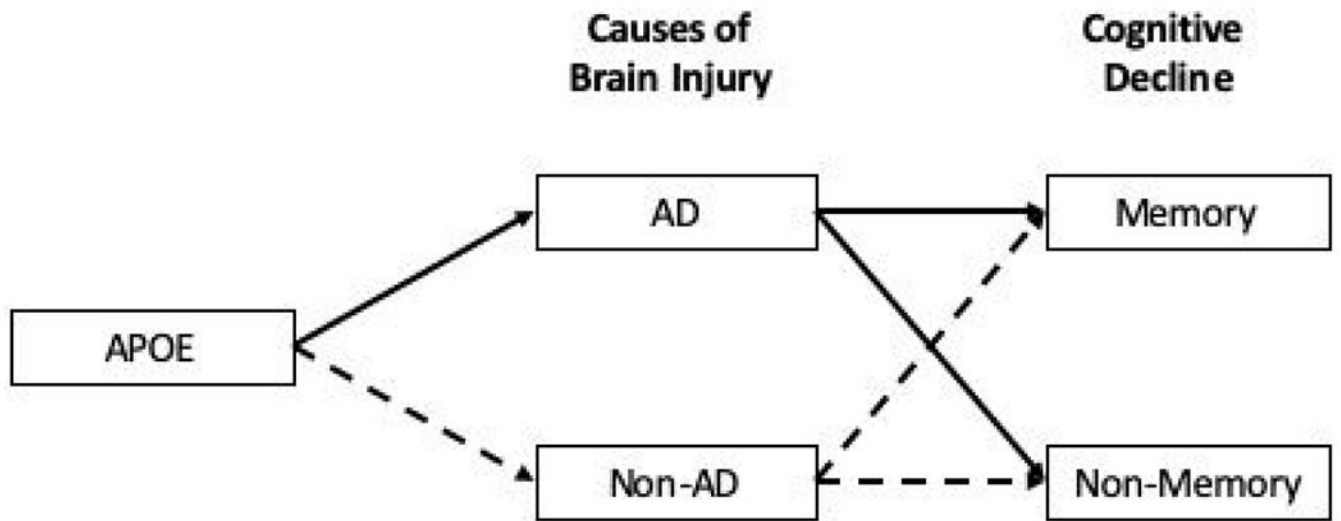 Causes of
Brain Injury
Cognitive
Decline
AD
Memory
APOE
Non-AD
Non-Memory